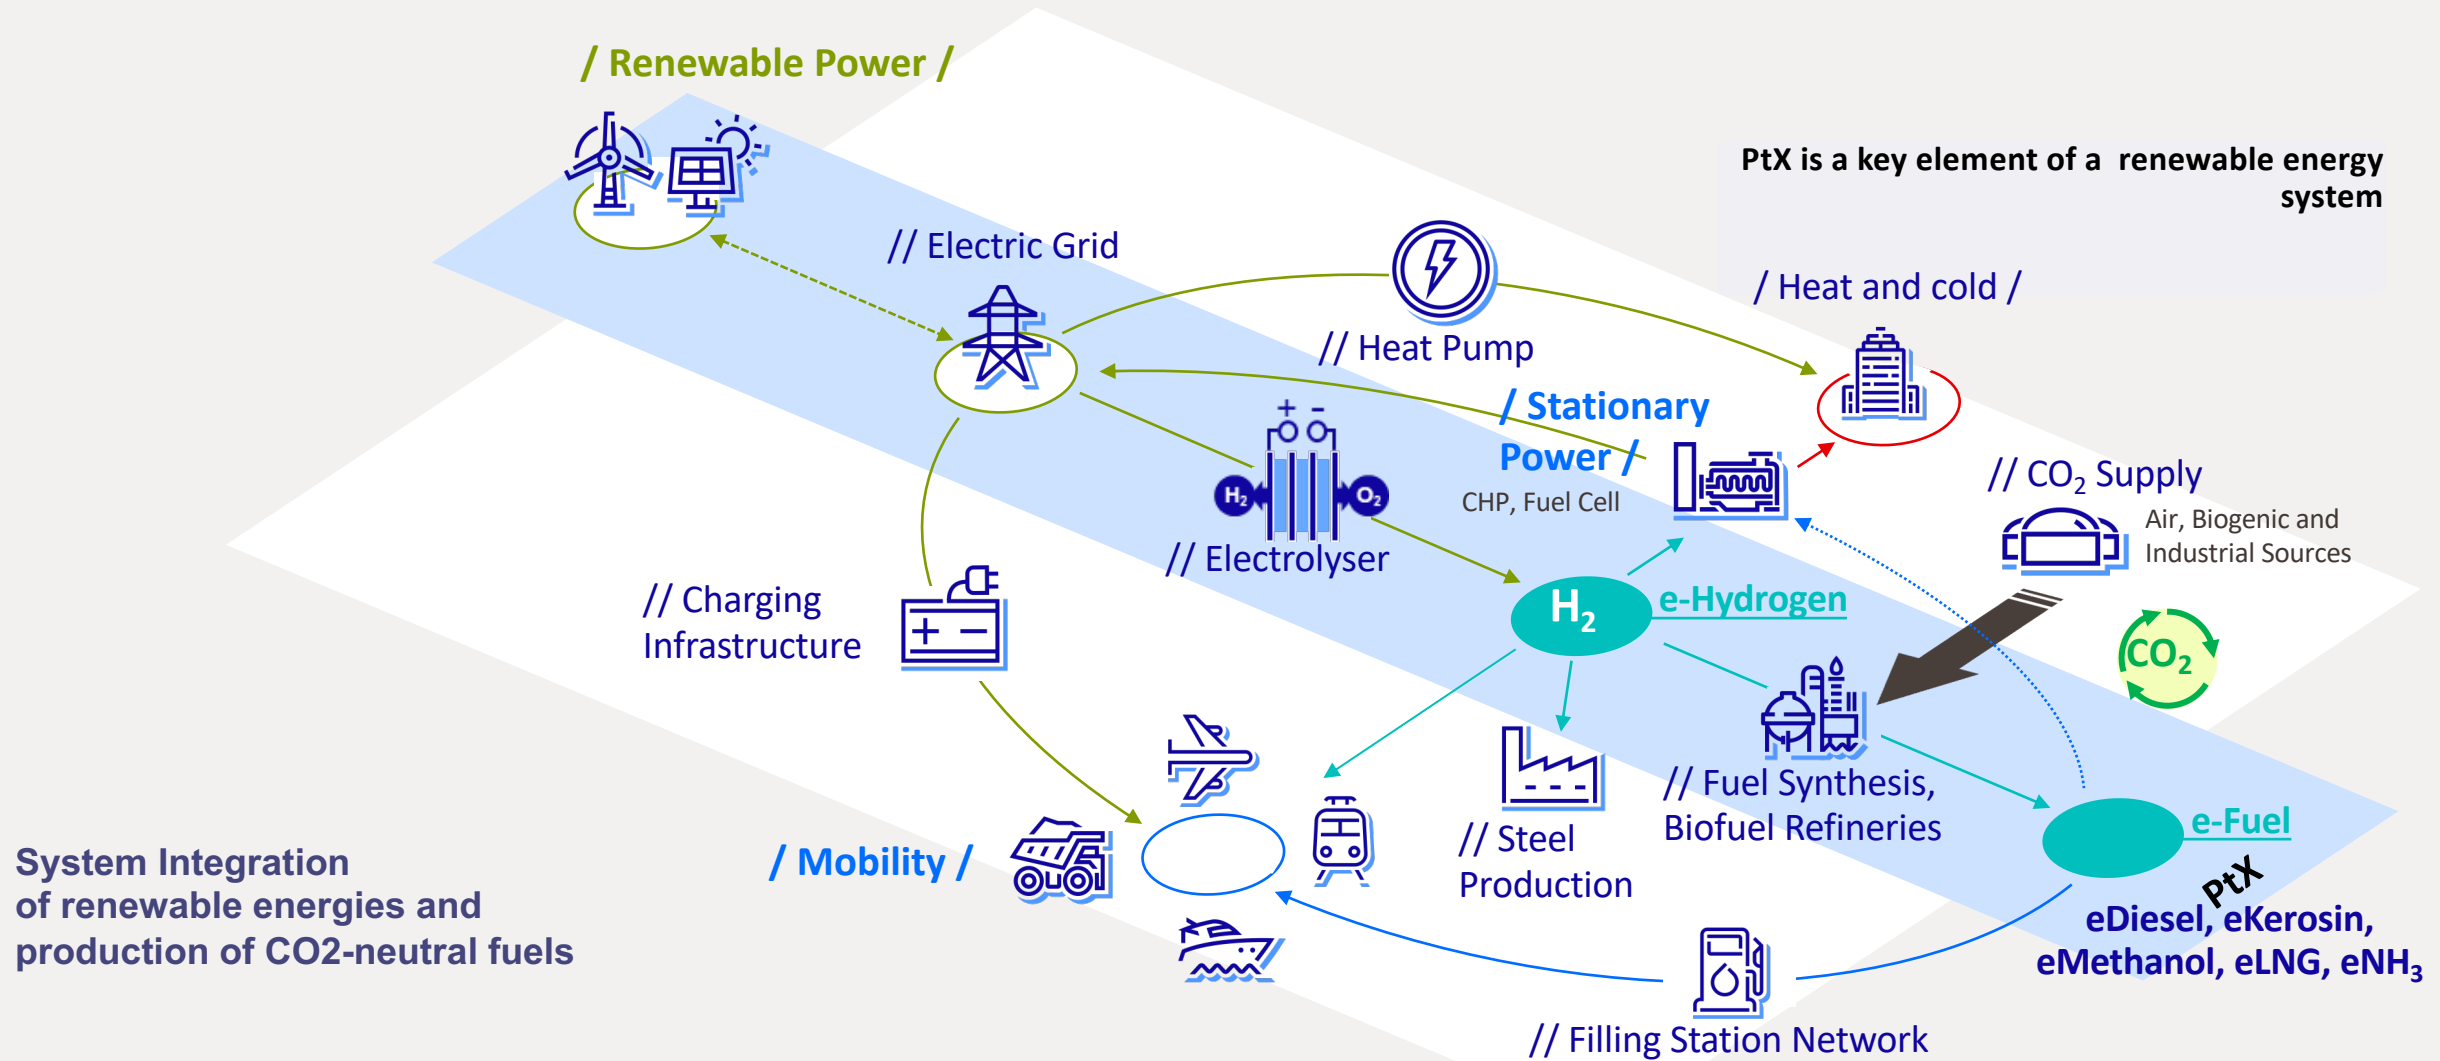 / Renewable Power /
PtX is a key element of a  renewable energy
system
// Electric Grid
/ Heat and cold /
// Heat Pump
/ Stationary
Power /
CHP, Fuel Cell
+ −
H₂
O₂
// Electrolyser
// CO₂ Supply
Air, Biogenic and
Industrial Sources
// Charging
Infrastructure
+ −
H₂
e-Hydrogen
CO₂
// Fuel Synthesis,
Biofuel Refineries
// Steel
Production
/ Mobility /
e-Fuel
PtX
eDiesel, eKerosin,
eMethanol, eLNG, eNH₃
System Integration
of renewable energies and
production of CO2-neutral fuels
// Filling Station Network